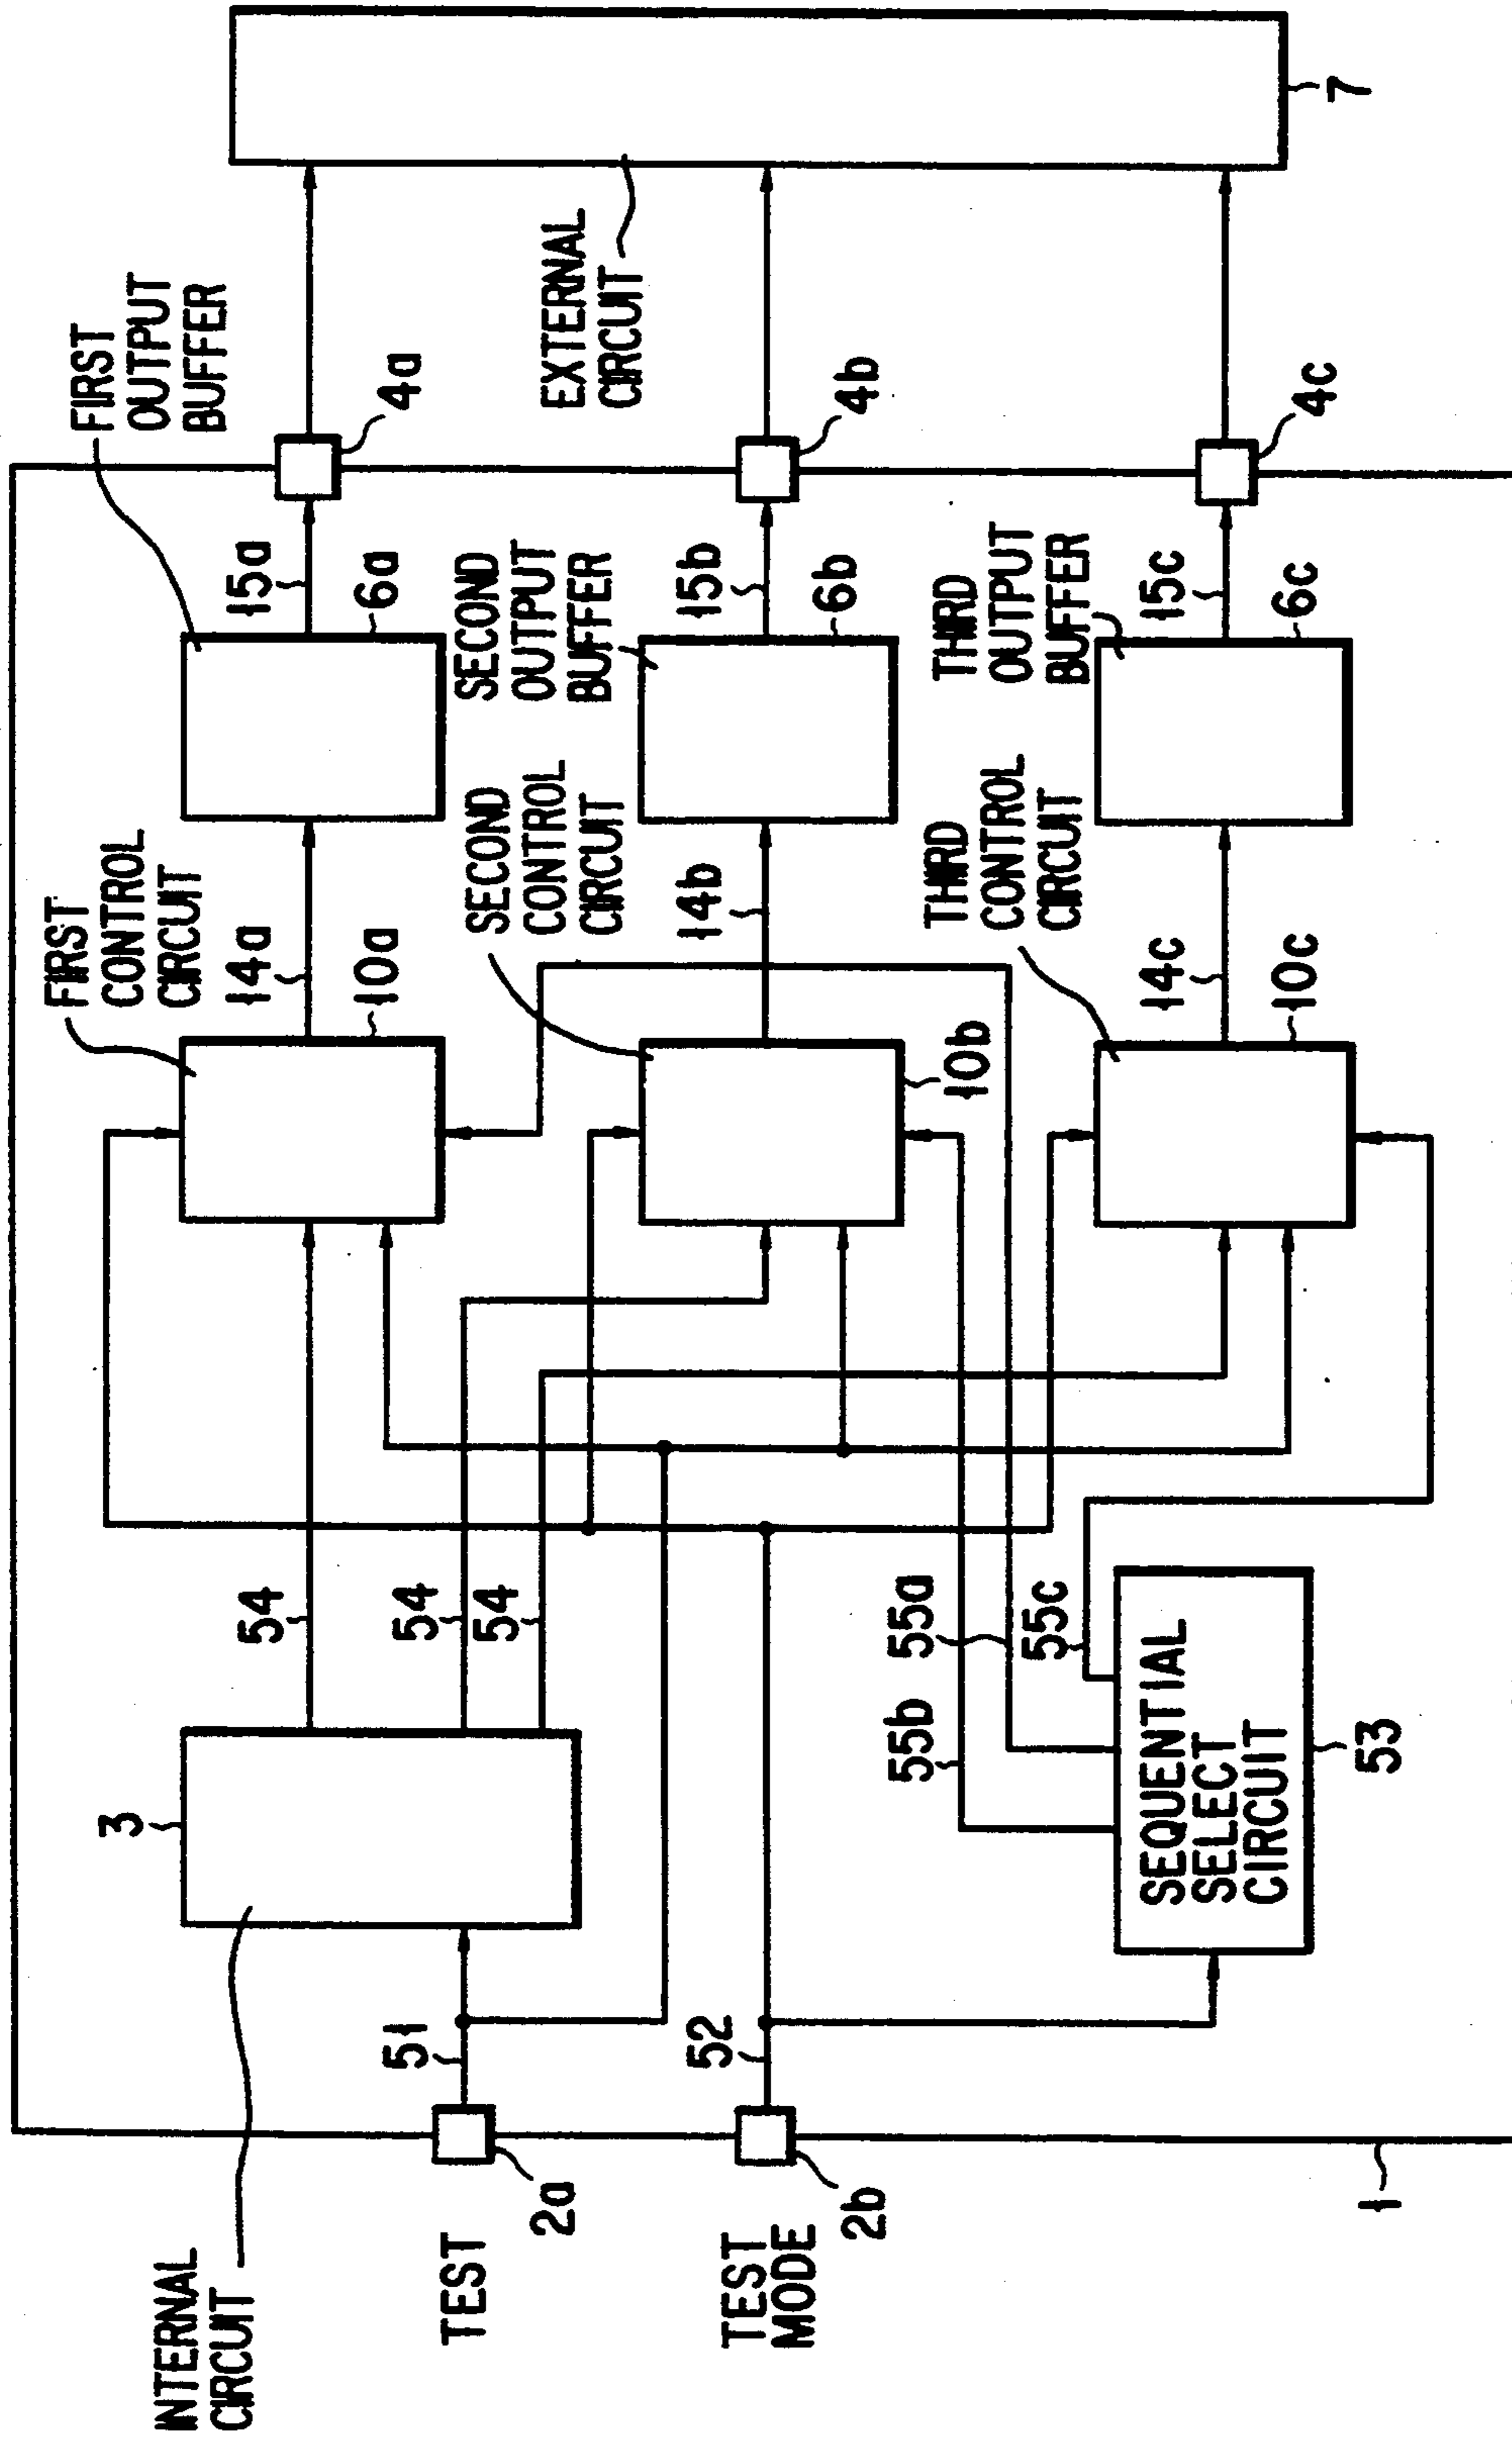 INTERNAL
CIRCUIT
3
TEST
2a
51
TEST
MODE
2b
52
1
54
54
54
55b
55a
55c
SEQUENTIAL
SELECT
CIRCUIT
53
FIRST
CONTROL
CIRCUIT
14a
10a
SECOND
CONTROL
CIRCUIT
14b
10b
THIRD
CONTROL
CIRCUIT
14c
10c
FIRST
OUTPUT
BUFFER
15a
6a
SECOND
OUTPUT
BUFFER
15b
6b
THIRD
OUTPUT
BUFFER
15c
6c
4a
4b
4c
EXTERNAL
CIRCUIT
7